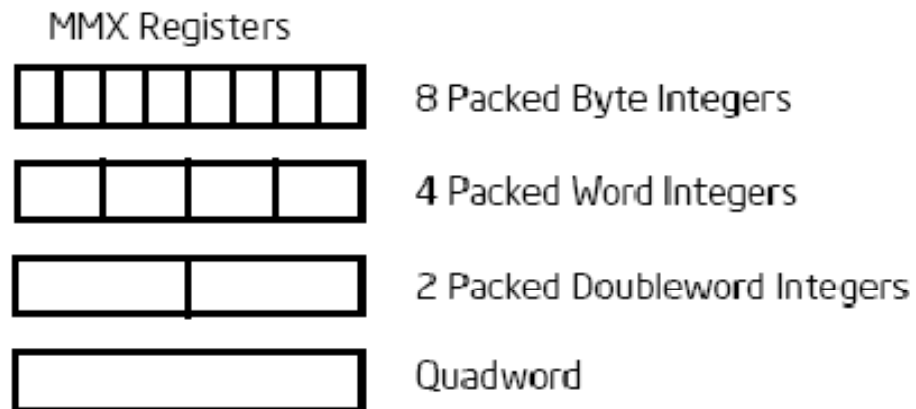 MMX Registers
8 Packed Byte Integers
4 Packed Word Integers
2 Packed Doubleword Integers
Quadword